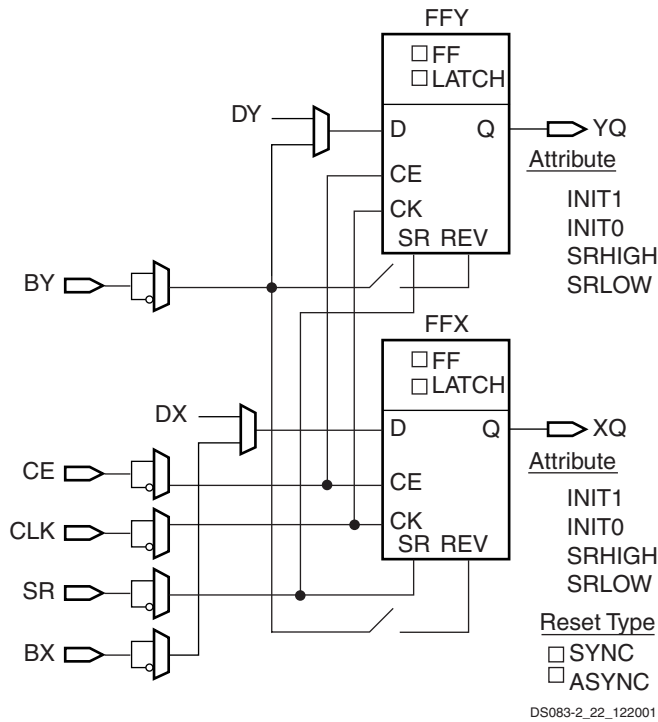 FFY
FF
LATCH
DY
D
Q
YQ
CE
CK
SR REV
Attribute
INIT1
INIT0
SRHIGH
SRLOW
BY
FFX
FF
LATCH
DX
D
Q
XQ
CE
CE
CLK
CK
SR REV
Attribute
INIT1
INIT0
SRHIGH
SRLOW
SR
BX
Reset Type
SYNC
ASYNC
DS083-2_22_122001